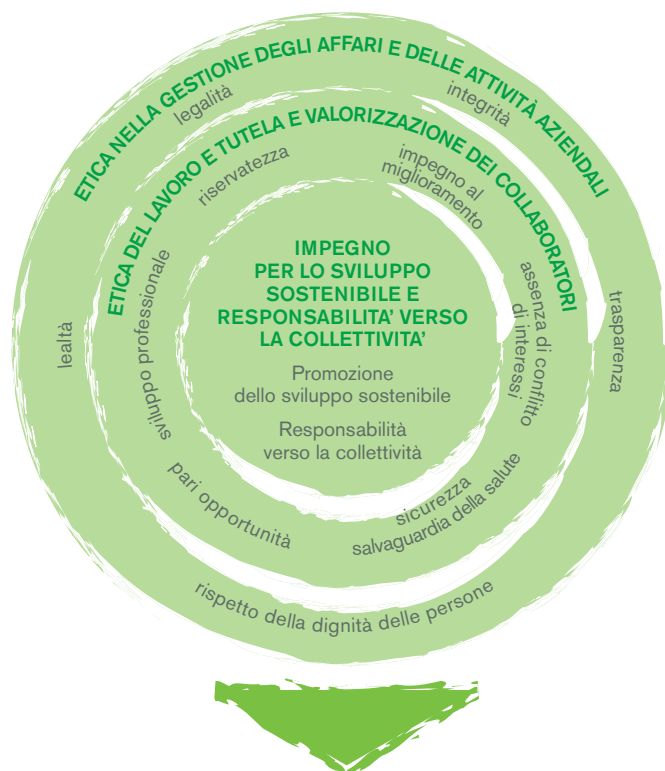 ETICA NELLA GESTIONE DEGLI AFFARI E DELLE ATTIVITÀ AZIENDALI
legalità
integrità
lealtà
trasparenza
rispetto della dignità delle persone
ETICA DEL LAVORO E TUTELA E VALORIZZAZIONE DEI COLLABORATORI
riservatezza
impegno al
miglioramento
sviluppo professionale
assenza di conflitto
di interessi
pari opportunità
sicurezza
salvaguardia della salute
IMPEGNO
PER LO SVILUPPO
SOSTENIBILE E
RESPONSABILITA' VERSO
LA COLLETTIVITA'
Promozione
dello sviluppo sostenibile
Responsabilità
verso la collettività